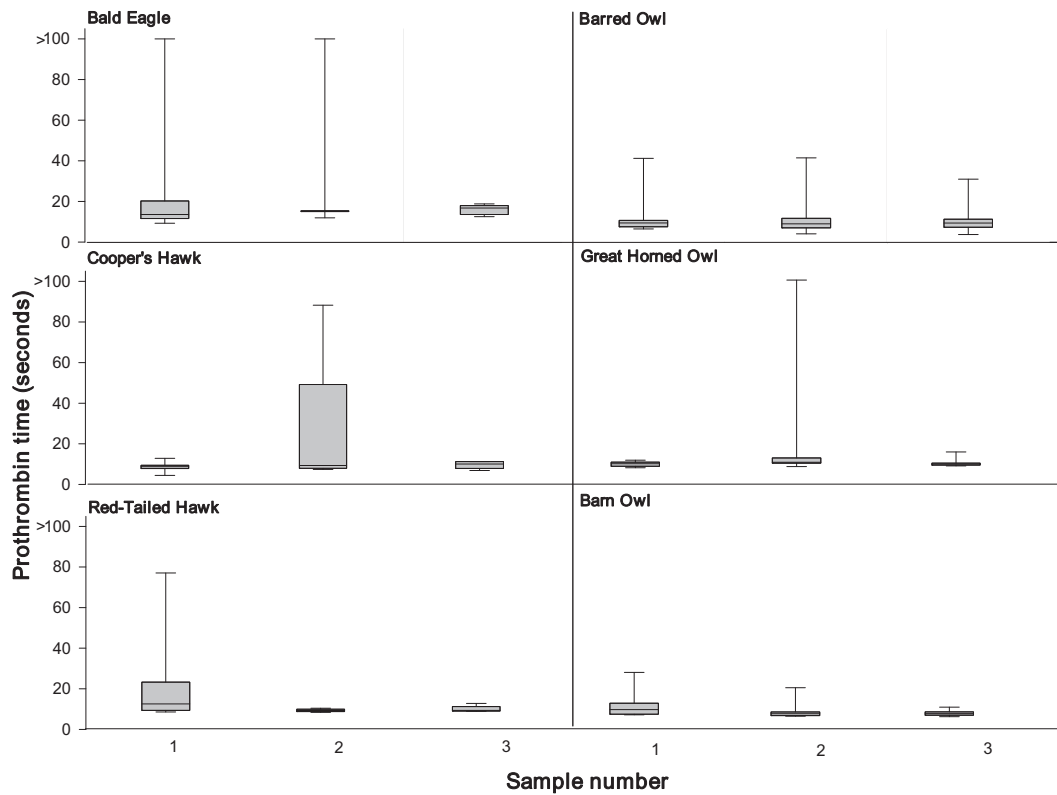 Bald Eagle
Barred Owl
>100
80
60
40
20
0
Cooper's Hawk
Great Horned Owl
>100
80
60
40
20
0
Red-Tailed Hawk
Barn Owl
>100
80
60
40
20
0
Prothrombin time (seconds)
1 2 3 1 2 3
Sample number